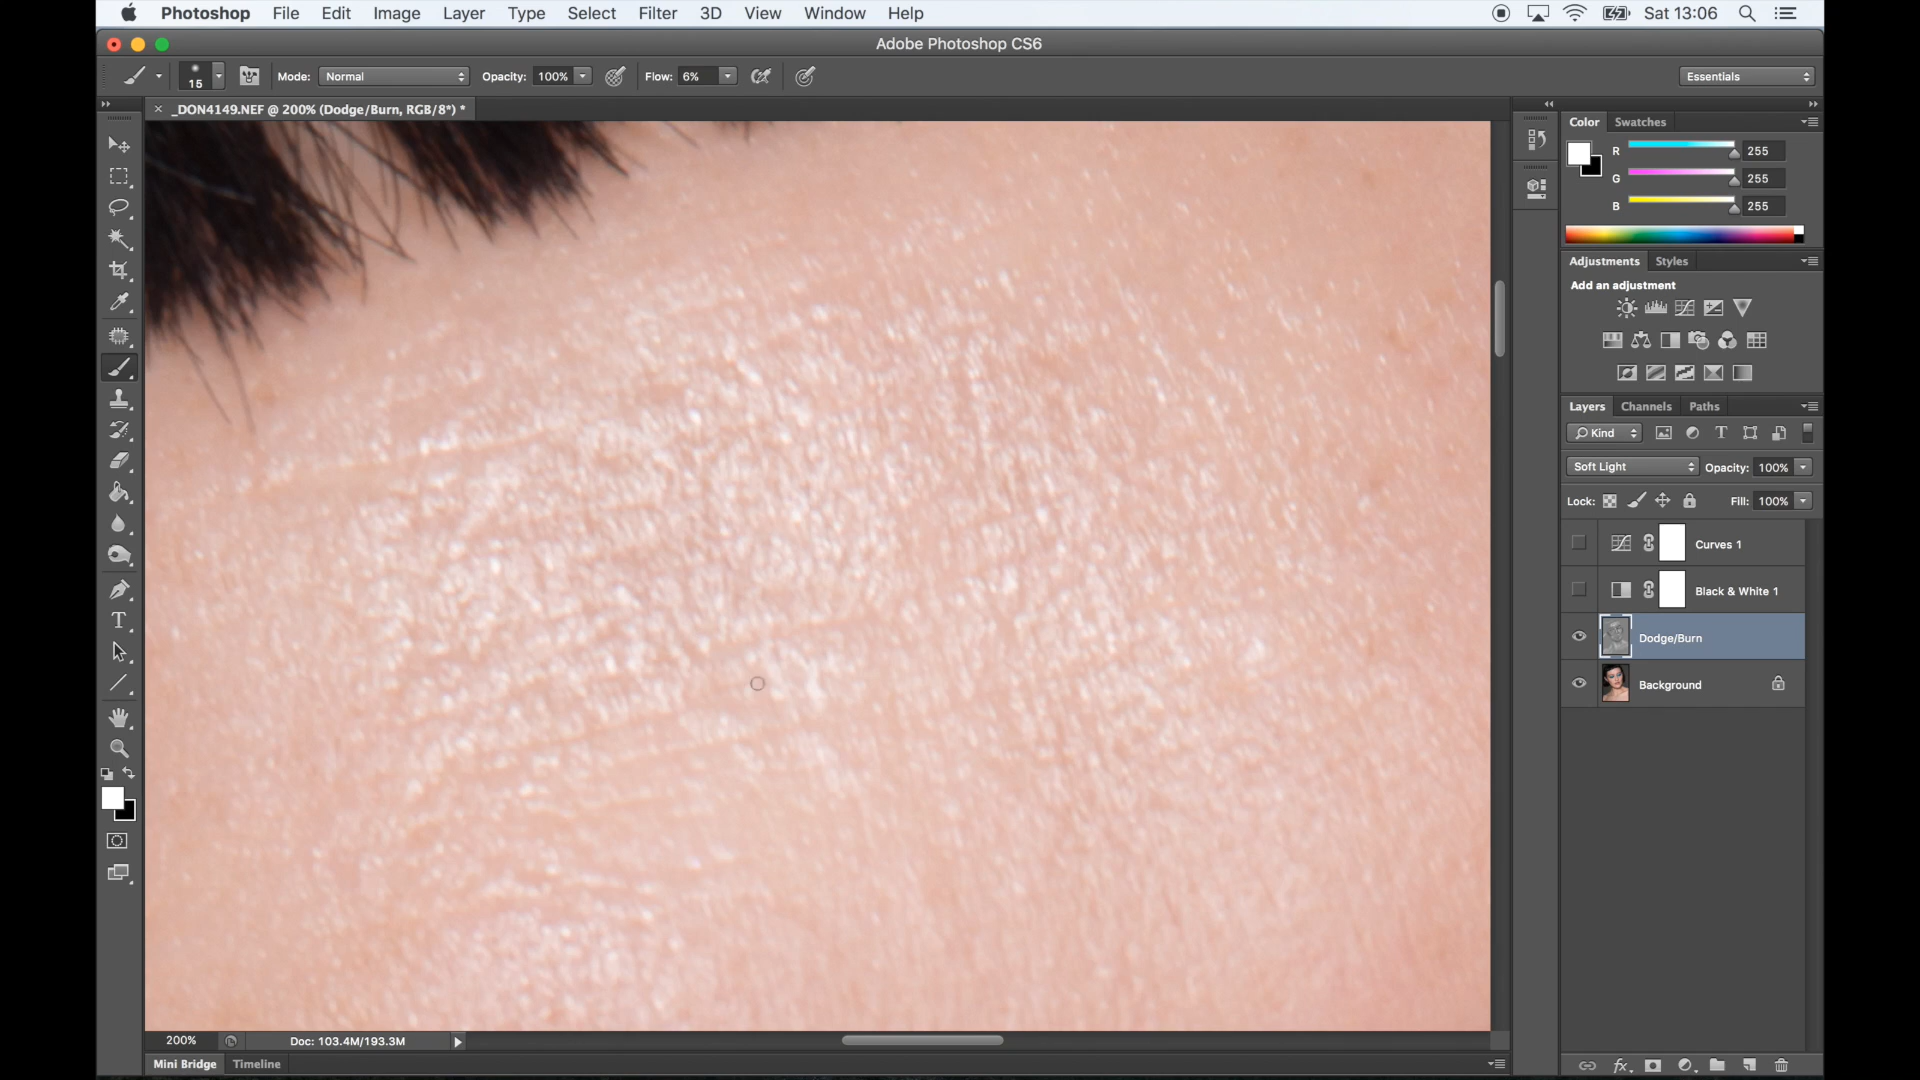 Photoshop File Edit Image Layer Type Select Filter 3D View Window Help Sat 13:06
Adobe Photoshop CS6
15 Mode: Normal Opacity: 100% Flow: 6% Essentials
_DON4149.NEF @ 200% (Dodge/Burn, RGB/8*) *
Color Swatches
R 255
G 178
B 255
Adjustments Styles
Add an adjustment
Layers Channels Paths
Kind
Soft Light Opacity: 100%
Lock: Fill: 100%
Curves 1
Black & White 1
Dodge/Burn
Background
200% Doc: 103.4M/193.3M
Mini Bridge Timeline